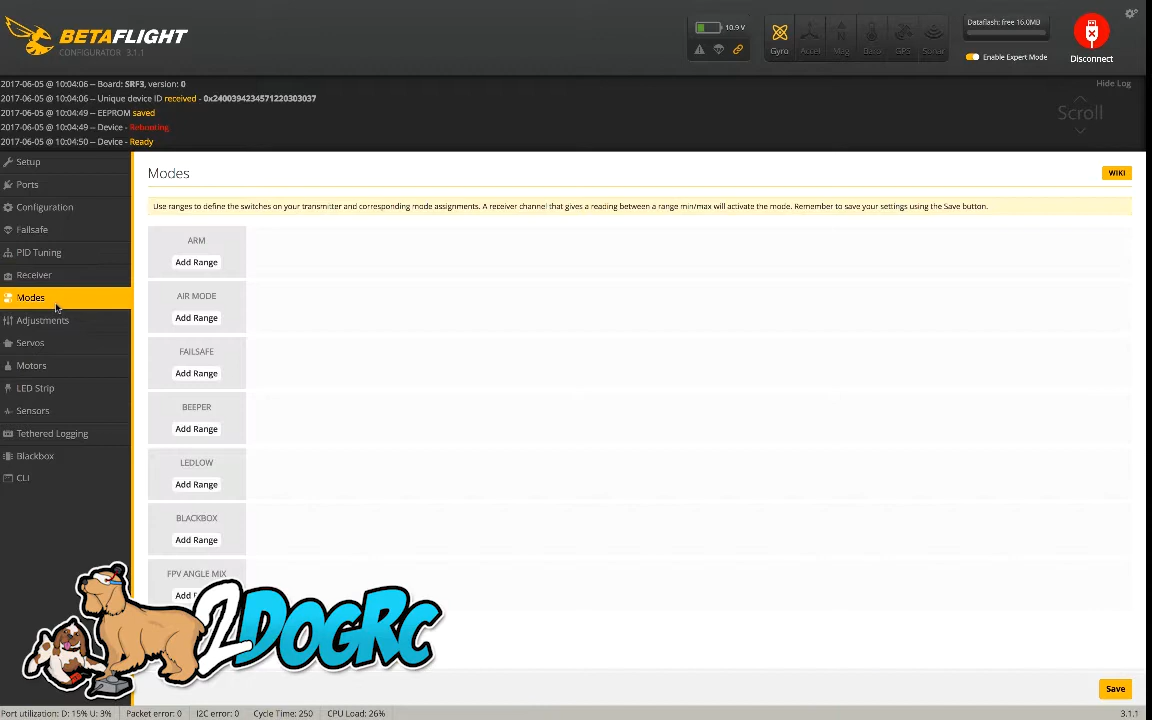 BETAFLIGHT
CONFIGURATOR 3.1.1
10.9 V
Gyro
Accel
Mag
Baro
GPS
Sonar
Dataflash: free 16.0MB
Enable Expert Mode
Disconnect
2017-06-05 @ 10:04:06 -- Board: SRF3, version: 0
2017-06-05 @ 10:04:06 -- Unique device ID received - 0x2400394234571220303037
2017-06-05 @ 10:04:49 -- EEPROM saved
2017-06-05 @ 10:04:49 -- Device - Rebooting
2017-06-05 @ 10:04:50 -- Device - Ready
Hide Log
Scroll
Setup
Ports
Configuration
Failsafe
PID Tuning
Receiver
Modes
Adjustments
Servos
Motors
LED Strip
Sensors
Tethered Logging
Blackbox
CLI
Modes
WIKI
Use ranges to define the switches on your transmitter and corresponding mode assignments. A receiver channel that gives a reading between a range min/max will activate the mode. Remember to save your settings using the Save button.
ARM
Add Range
AIR MODE
Add Range
FAILSAFE
Add Range
BEEPER
Add Range
LEDLOW
Add Range
BLACKBOX
Add Range
FPV ANGLE MIX
Add
2DOGRC
Save
Port utilization: D: 15% U: 3%
Packet error: 0
I2C error: 0
Cycle Time: 250
CPU Load: 26%
3.1.1